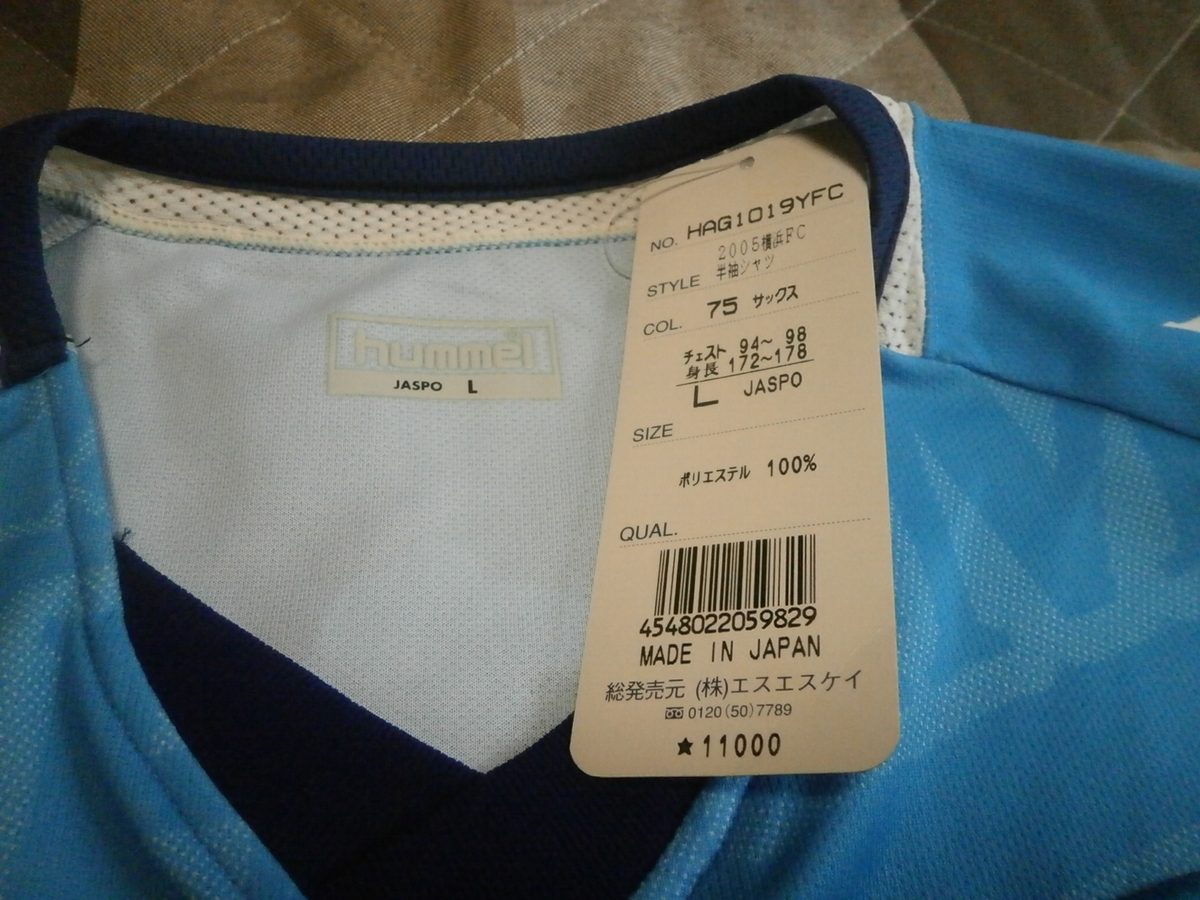 hummel
JASPO L
NO. HAG1019YFC
2005横浜FC
STYLE 半袖シャツ
COL. 75 サックス
チェスト 94~ 98
身長 172~178
L JASPO
SIZE
ポリエステル 100%
QUAL.
4548022059829
MADE IN JAPAN
総発売元 (株)エスエスケイ
0120(50)7789
★11000